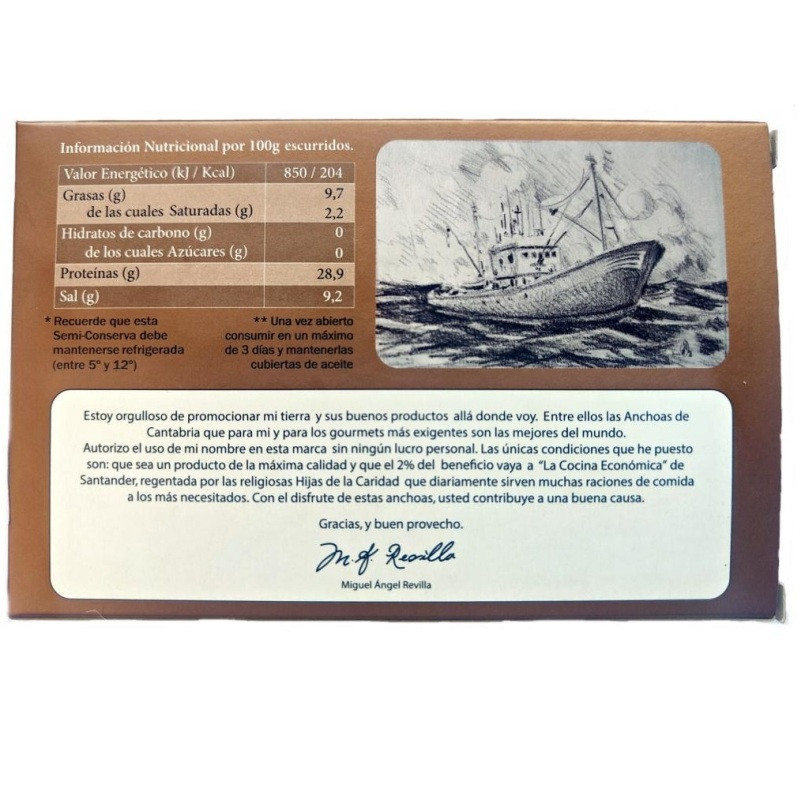 Información Nutricional por 100g escurridos.
Valor Energético (kJ / Kcal) 850 / 204
Grasas (g) 9,7
de las cuales Saturadas (g) 2,2
Hidratos de carbono (g) 0
de los cuales Azúcares (g) 0
Proteínas (g) 28,9
Sal (g) 9,2
* Recuerde que esta
Semi-Conserva debe
mantenerse refrigerada
(entre 5º y 12º)
** Una vez abierto
consumir en un máximo
de 3 días y mantenerlas
cubiertas de aceite
Estoy orgulloso de promocionar mi tierra y sus buenos productos allá donde voy. Entre ellos las Anchoas de
Cantabria que para mi y para los gourmets más exigentes son las mejores del mundo.
Autorizo el uso de mi nombre en esta marca sin ningún lucro personal. Las únicas condiciones que he puesto
son: que sea un producto de la máxima calidad y que el 2% del beneficio vaya a "La Cocina Económica" de
Santander, regentada por las religiosas Hijas de la Caridad que diariamente sirven muchas raciones de comida
a los más necesitados. Con el disfrute de estas anchoas, usted contribuye a una buena causa.
Gracias, y buen provecho.
M. A. Revilla
Miguel Ángel Revilla